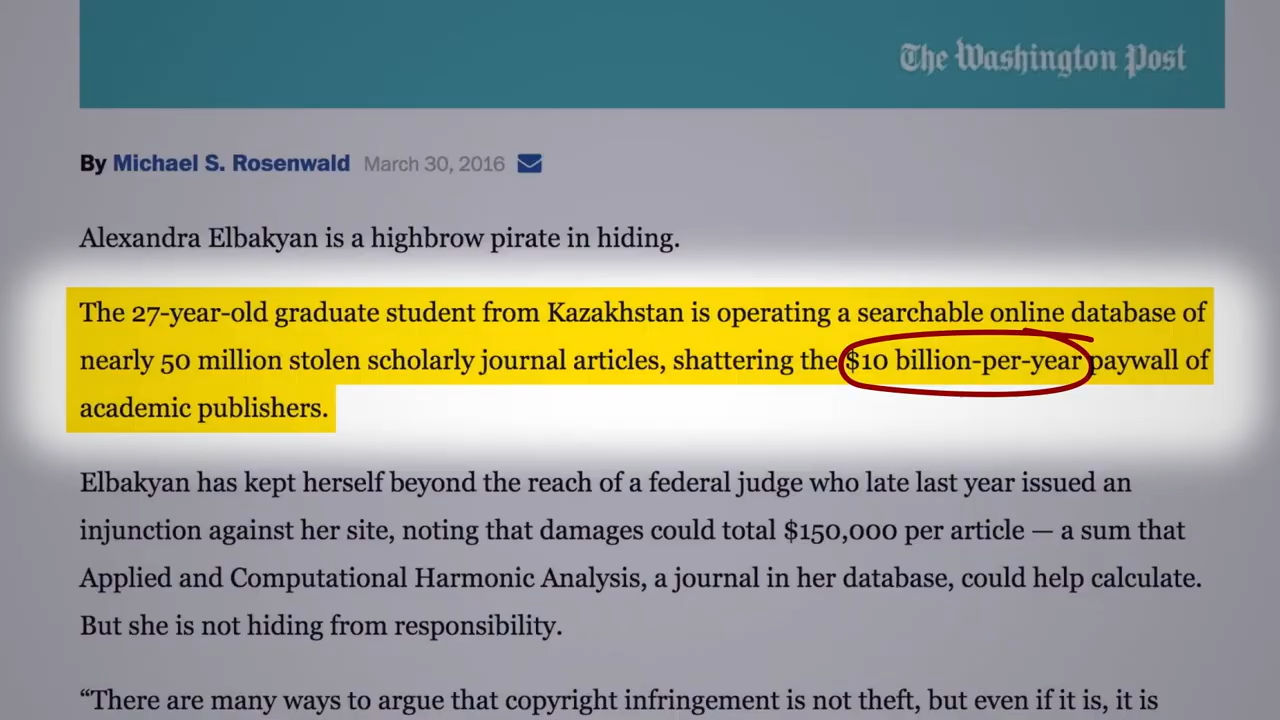 The Washington Post
By Michael S. Rosenwald March 30, 2016
Alexandra Elbakyan is a highbrow pirate in hiding.
The 27-year-old graduate student from Kazakhstan is operating a searchable online database of
nearly 50 million stolen scholarly journal articles, shattering the $10 billion-per-year paywall of
academic publishers.
Elbakyan has kept herself beyond the reach of a federal judge who late last year issued an
injunction against her site, noting that damages could total $150,000 per article — a sum that
Applied and Computational Harmonic Analysis, a journal in her database, could help calculate.
But she is not hiding from responsibility.
“There are many ways to argue that copyright infringement is not theft, but even if it is, it is